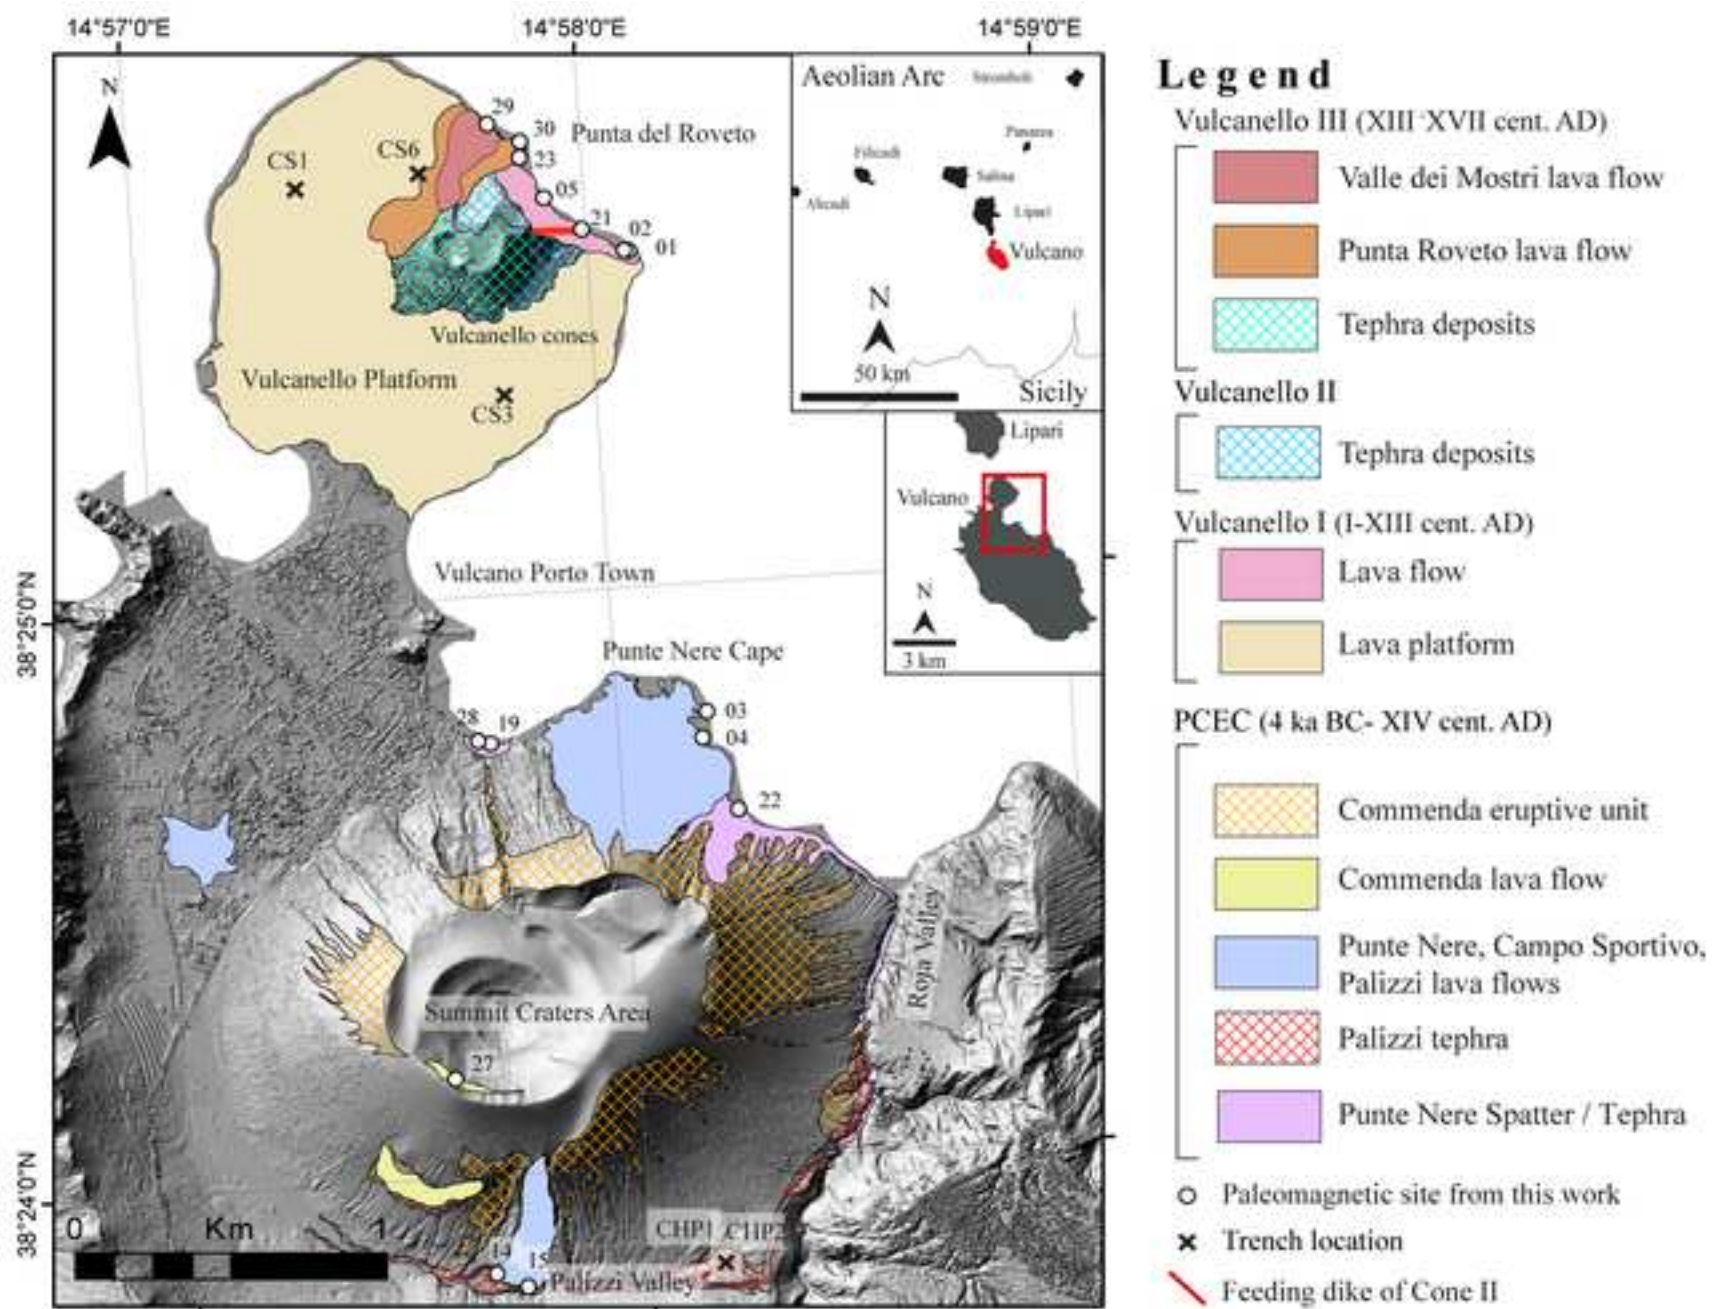 14°57'0"E
14°58'0"E
14°59'0"E
N
29
30
Punta del Roveto
23
CS1
CS6
05
21
02
01
Vulcanello cones
Vulcanello Platform
CS3
Aeolian Arc
Stromboli
Panarea
Filicudi
Salina
Alicudi
Lipari
Vulcano
N
50 km
Sicily
Lipari
Vulcano
N
3 km
Vulcano Porto Town
38°25'0"N
Punte Nere Cape
28
19
03
04
22
Roja Valley
Summit Craters Area
27
38°24'0"N
0
Km
1
14
15
Palizzi Valley
CHP1
CHP2
Legend
Vulcanello III (XIII-XVII cent. AD)
Valle dei Mostri lava flow
Punta Roveto lava flow
Tephra deposits
Vulcanello II
Tephra deposits
Vulcanello I (I-XIII cent. AD)
Lava flow
Lava platform
PCEC (4 ka BC- XIV cent. AD)
Commenda eruptive unit
Commenda lava flow
Punte Nere, Campo Sportivo,
Palizzi lava flows
Palizzi tephra
Punte Nere Spatter / Tephra
Paleomagnetic site from this work
Trench location
Feeding dike of Cone II